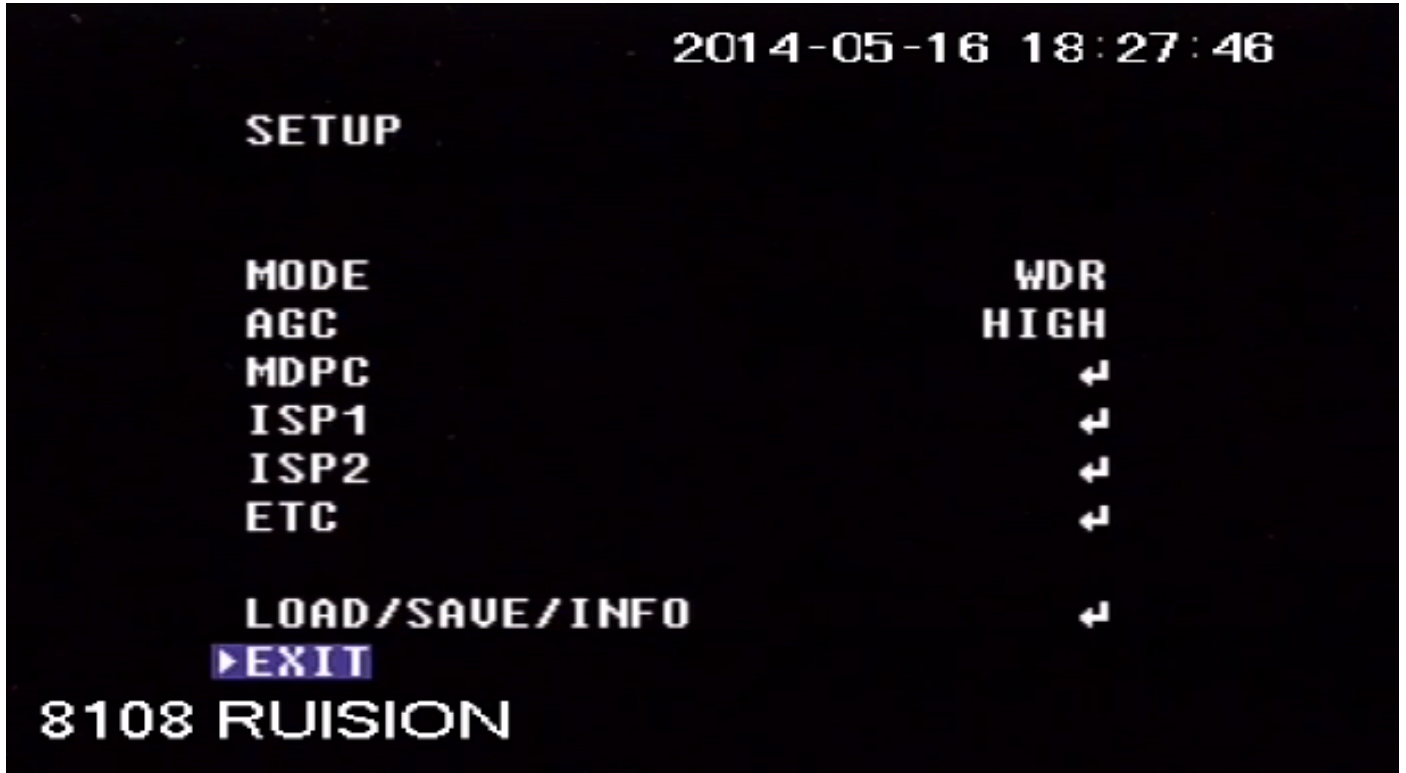 2014-05-16 18:27:46
SETUP
MODE WDR
AGC HIGH
MDPC ↵
ISP1 ↵
ISP2 ↵
ETC ↵
LOAD/SAVE/INFO ↵
▶EXIT
8108 RUISION